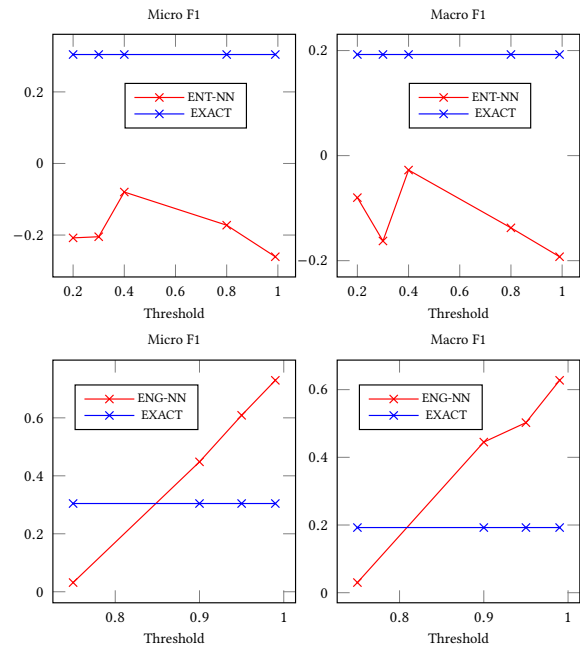 Micro F1
0.2
0
−0.2
ENT-NN
EXACT
0.2 0.4 0.6 0.8 1
Threshold
Macro F1
0.2
0
−0.2
ENT-NN
EXACT
0.2 0.4 0.6 0.8 1
Threshold
Micro F1
0.6
0.4
0.2
0
ENG-NN
EXACT
0.8 0.9 1
Threshold
Macro F1
0.6
0.4
0.2
0
ENG-NN
EXACT
0.8 0.9 1
Threshold